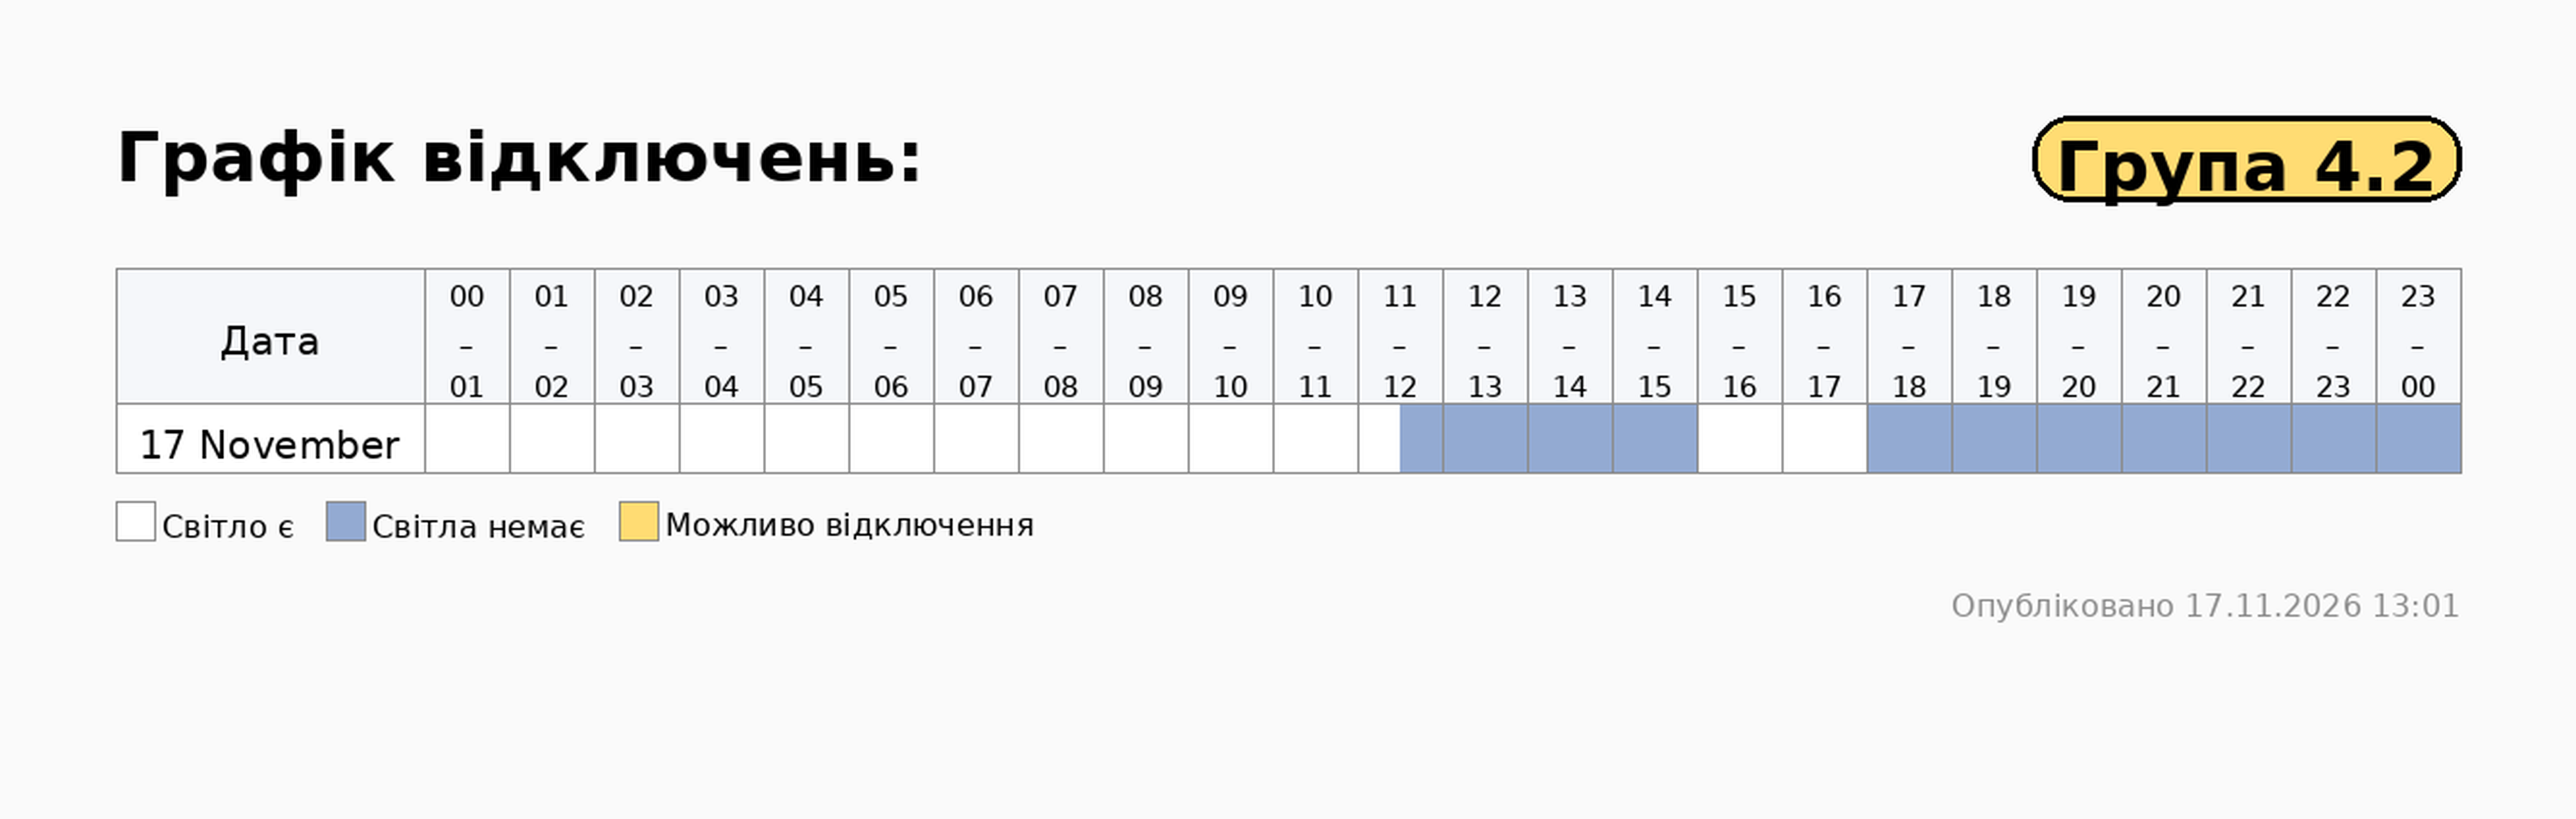 Графік відключень:
Група 4.2
Дата
00 – 01
01 – 02
02 – 03
03 – 04
04 – 05
05 – 06
06 – 07
07 – 08
08 – 09
09 – 10
10 – 11
11 – 12
12 – 13
13 – 14
14 – 15
15 – 16
16 – 17
17 – 18
18 – 19
19 – 20
20 – 21
21 – 22
22 – 23
23 – 00
17 November
Світло є
Світла немає
Можливо відключення
Опубліковано 17.11.2026 13:01